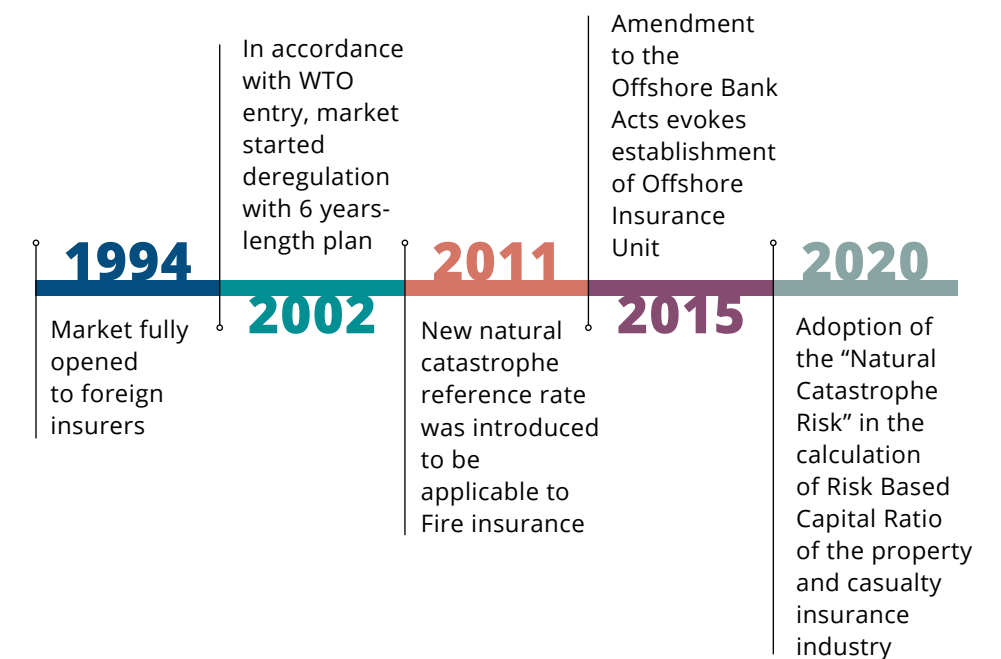 1994
Market fully
opened
to foreign
insurers
In accordance
with WTO
entry, market
started
deregulation
with 6 years-
length plan
2002
2011
New natural
catastrophe
reference rate
was introduced
to be
applicable to
Fire insurance
Amendment
to the
Offshore Bank
Acts evokes
establishment
of Offshore
Insurance
Unit
2015
2020
Adoption of
the “Natural
Catastrophe
Risk” in the
calculation
of Risk Based
Capital Ratio
of the property
and casualty
insurance
industry